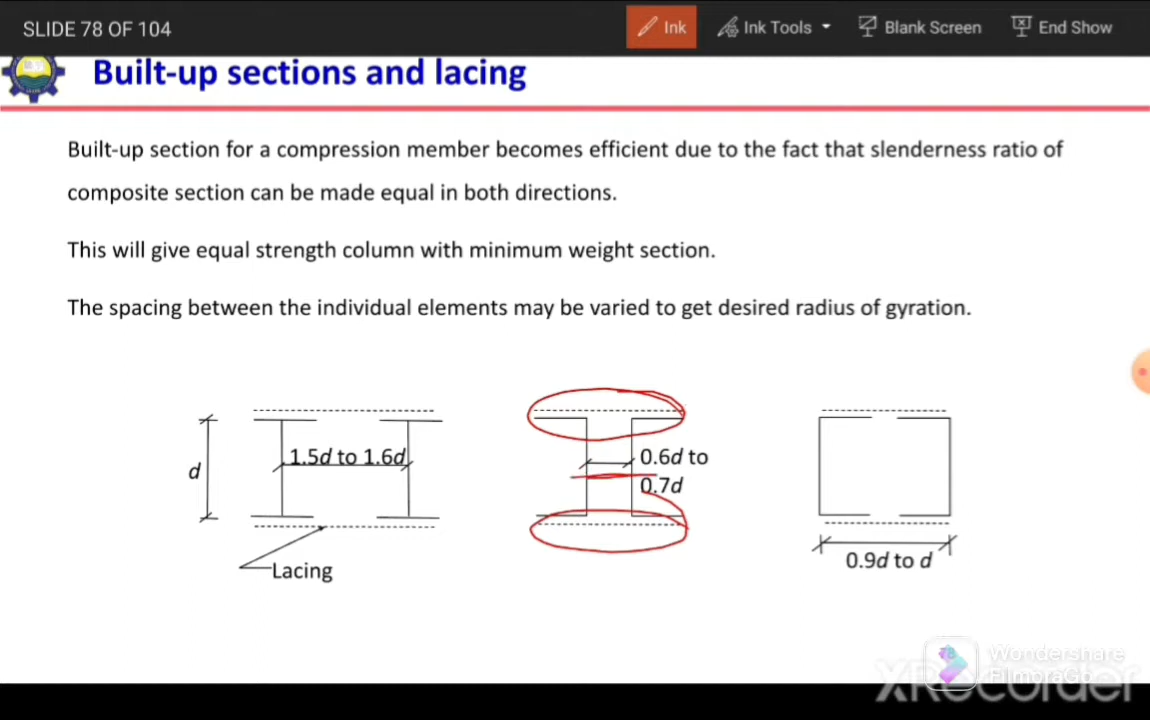 SLIDE 78 OF 104
Ink
Ink Tools
Blank Screen
End Show
Built-up sections and lacing
Built-up section for a compression member becomes efficient due to the fact that slenderness ratio of
composite section can be made equal in both directions.
This will give equal strength column with minimum weight section.
The spacing between the individual elements may be varied to get desired radius of gyration.
d
1.5d to 1.6d
Lacing
0.6d to
0.7d
0.9d to d
Wondershare
FilmoraGo
XRecorder